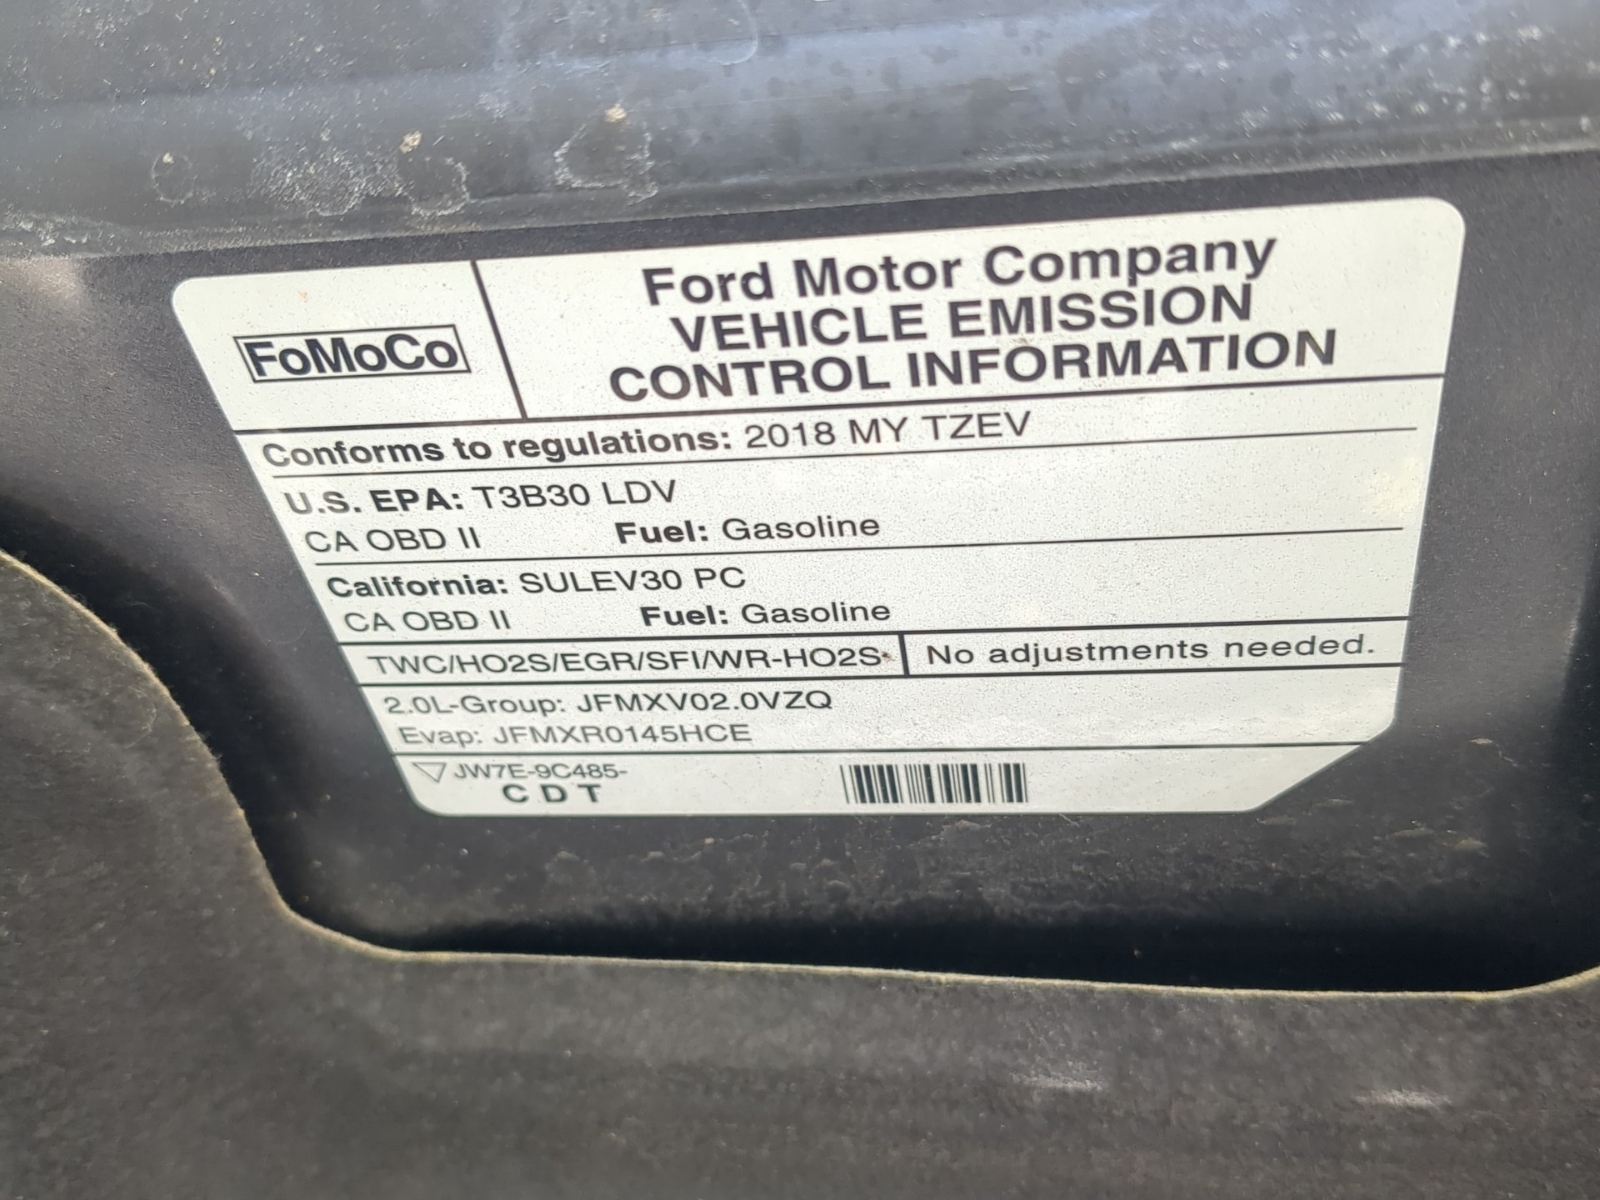 FoMoCo
Ford Motor Company
VEHICLE EMISSION
CONTROL INFORMATION
Conforms to regulations: 2018 MY TZEV
U.S. EPA: T3B30 LDV
CA OBD II Fuel: Gasoline
California: SULEV30 PC
CA OBD II Fuel: Gasoline
TWC/HO2S/EGR/SFI/WR-HO2S No adjustments needed.
2.0L-Group: JFMXV02.0VZQ
Evap: JFMXR0145HCE
JW7E-9C485-
CDT